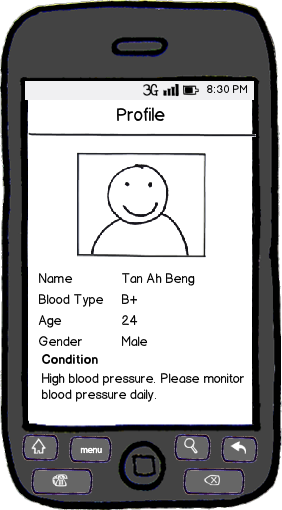 3G 8:30 PM
Profile
Name Tan Ah Beng
Blood Type B+
Age 24
Gender Male
Condition
High blood pressure. Please monitor
blood pressure daily.
menu